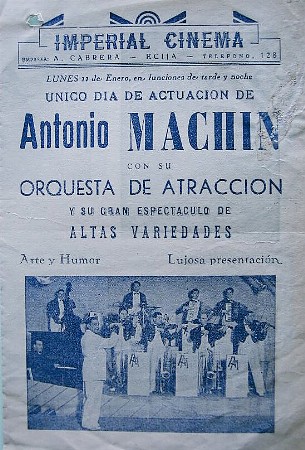 IMPERIAL CINEMA
EMPRESA: A. CABRERA - ECIJA - TELEFONO, 128
LUNES 11 de Enero, en funciones de tarde y noche
UNICO DIA DE ACTUACION DE
Antonio MACHIN
CON SU
ORQUESTA DE ATRACCION
Y SU GRAN ESPECTACULO DE
ALTAS VARIEDADES
Arte y Humor Lujosa presentación